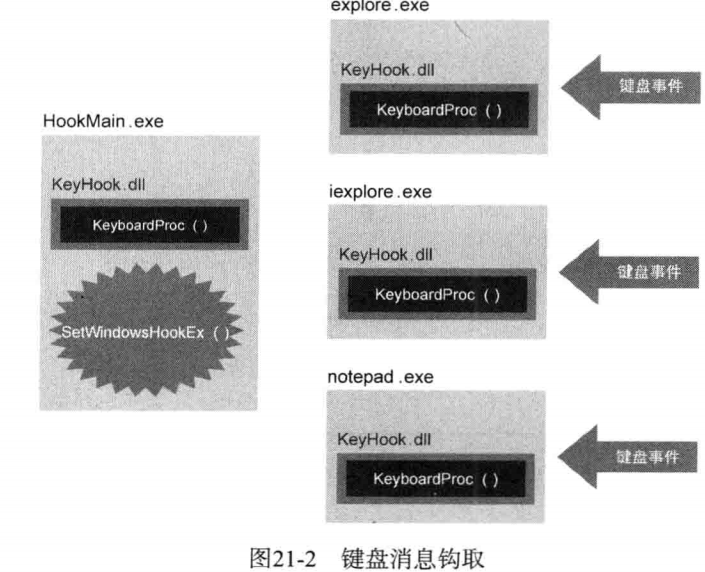 HookMain.exe
KeyHook.dll
KeyboardProc ( )
SetWindowsHookEx ( )
explore.exe
KeyHook.dll
KeyboardProc ( )
键盘事件
iexplore.exe
KeyHook.dll
KeyboardProc ( )
键盘事件
notepad.exe
KeyHook.dll
KeyboardProc ( )
键盘事件
图21-2 键盘消息钩取